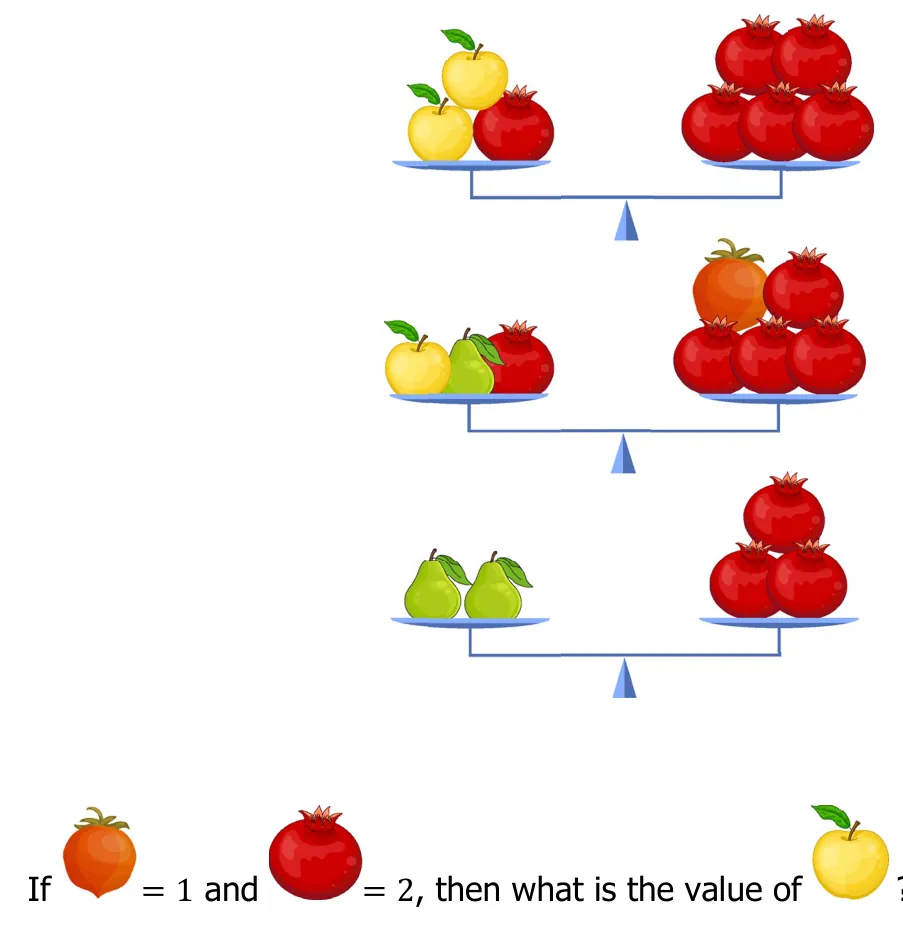 If = 1 and = 2, then what is the value of ?